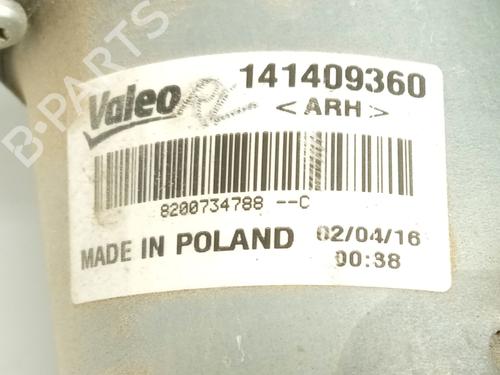 B-PARTS
Valeo 141409360
< ARH >
8200734788 --C
MADE IN POLAND 02/04/16
00:38